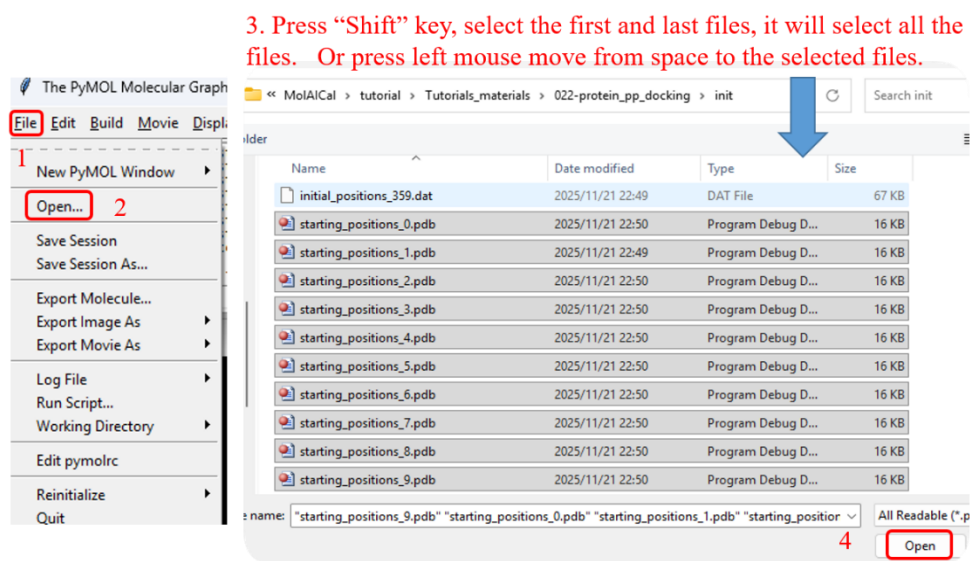 3. Press “Shift” key, select the first and last files, it will select all the
files. Or press left mouse move from space to the selected files.
The PyMOL Molecular Graph
File Edit Build Movie Displa
1
New PyMOL Window
Open...
2
Save Session
Save Session As...
Export Molecule...
Export Image As
Export Movie As
Log File
Run Script...
Working Directory
Edit pymolrc
Reinitialize
Quit
« MolAICal › tutorial › Tutorials_materials › 022-protein_pp_docking › init
Search init
older
Name Date modified Type Size
initial_positions_359.dat 2025/11/21 22:49 DAT File 67 KB
starting_positions_0.pdb 2025/11/21 22:50 Program Debug D... 16 KB
starting_positions_1.pdb 2025/11/21 22:49 Program Debug D... 16 KB
starting_positions_2.pdb 2025/11/21 22:50 Program Debug D... 16 KB
starting_positions_3.pdb 2025/11/21 22:50 Program Debug D... 16 KB
starting_positions_4.pdb 2025/11/21 22:50 Program Debug D... 16 KB
starting_positions_5.pdb 2025/11/21 22:50 Program Debug D... 16 KB
starting_positions_6.pdb 2025/11/21 22:50 Program Debug D... 16 KB
starting_positions_7.pdb 2025/11/21 22:50 Program Debug D... 16 KB
starting_positions_8.pdb 2025/11/21 22:50 Program Debug D... 16 KB
starting_positions_9.pdb 2025/11/21 22:50 Program Debug D... 16 KB
e name: "starting_positions_9.pdb" "starting_positions_0.pdb" "starting_positions_1.pdb" "starting_position All Readable (*.p
4
Open